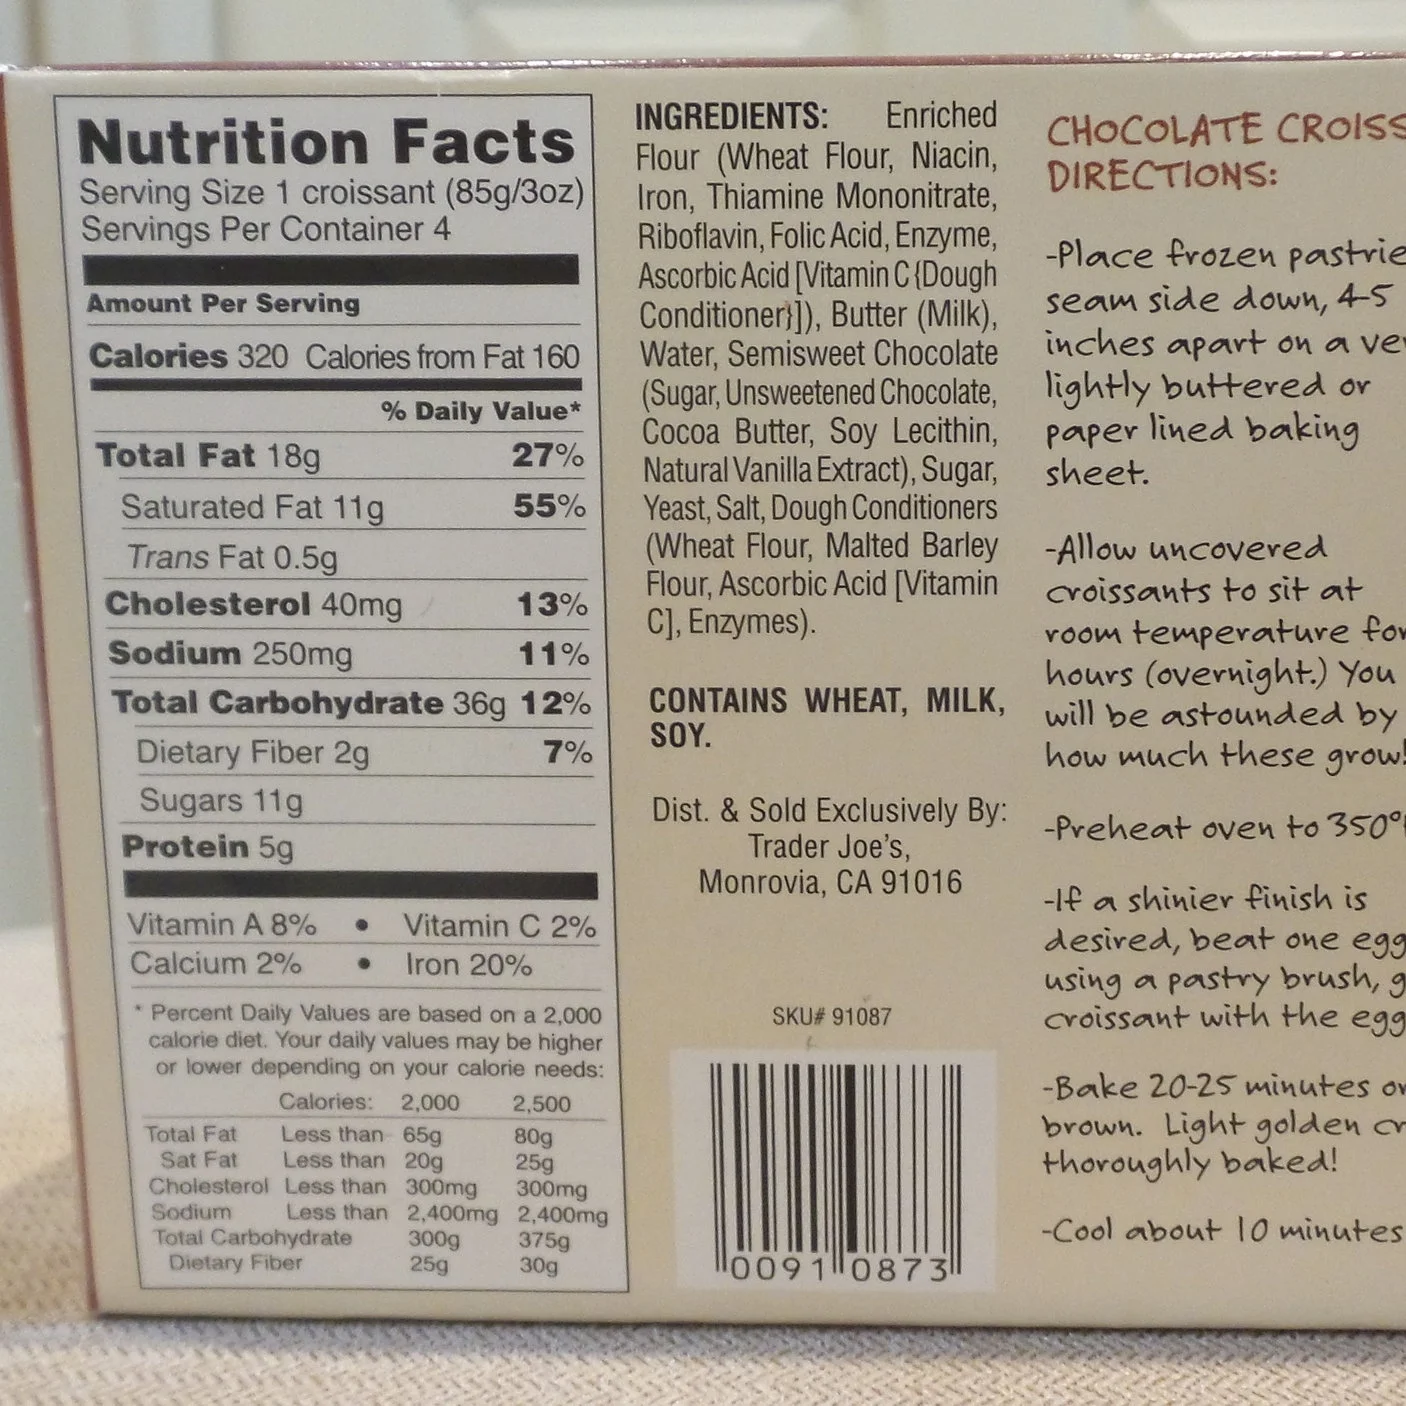 Nutrition Facts
Serving Size 1 croissant (85g/3oz)
Servings Per Container 4
Amount Per Serving
Calories 320 Calories from Fat 160
% Daily Value*
Total Fat 18g 27%
Saturated Fat 11g 55%
Trans Fat 0.5g
Cholesterol 40mg 13%
Sodium 250mg 11%
Total Carbohydrate 36g 12%
Dietary Fiber 2g 7%
Sugars 11g
Protein 5g
Vitamin A 8% • Vitamin C 2%
Calcium 2% • Iron 20%
* Percent Daily Values are based on a 2,000
calorie diet. Your daily values may be higher
or lower depending on your calorie needs:
Calories: 2,000 2,500
Total Fat Less than 65g 80g
Sat Fat Less than 20g 25g
Cholesterol Less than 300mg 300mg
Sodium Less than 2,400mg 2,400mg
Total Carbohydrate 300g 375g
Dietary Fiber 25g 30g
INGREDIENTS: Enriched
Flour (Wheat Flour, Niacin,
Iron, Thiamine Mononitrate,
Riboflavin, Folic Acid, Enzyme,
Ascorbic Acid [Vitamin C {Dough
Conditioner}]), Butter (Milk),
Water, Semisweet Chocolate
(Sugar, Unsweetened Chocolate,
Cocoa Butter, Soy Lecithin,
Natural Vanilla Extract), Sugar,
Yeast, Salt, Dough Conditioners
(Wheat Flour, Malted Barley
Flour, Ascorbic Acid [Vitamin
C], Enzymes).
CONTAINS WHEAT, MILK,
SOY.
Dist. & Sold Exclusively By:
Trader Joe's,
Monrovia, CA 91016
SKU# 91087
0091 0873
CHOCOLATE CROISS
DIRECTIONS:
-Place frozen pastrie
seam side down, 4-5
inches apart on a ve
lightly buttered or
paper lined baking
sheet.
-Allow uncovered
croissants to sit at
room temperature for
hours (overnight.) You
will be astounded by
how much these grow!
-Preheat oven to 350°
-If a shinier finish is
desired, beat one egg
using a pastry brush, g
croissant with the egg
-Bake 20-25 minutes or
brown. Light golden cr
thoroughly baked!
-Cool about 10 minutes